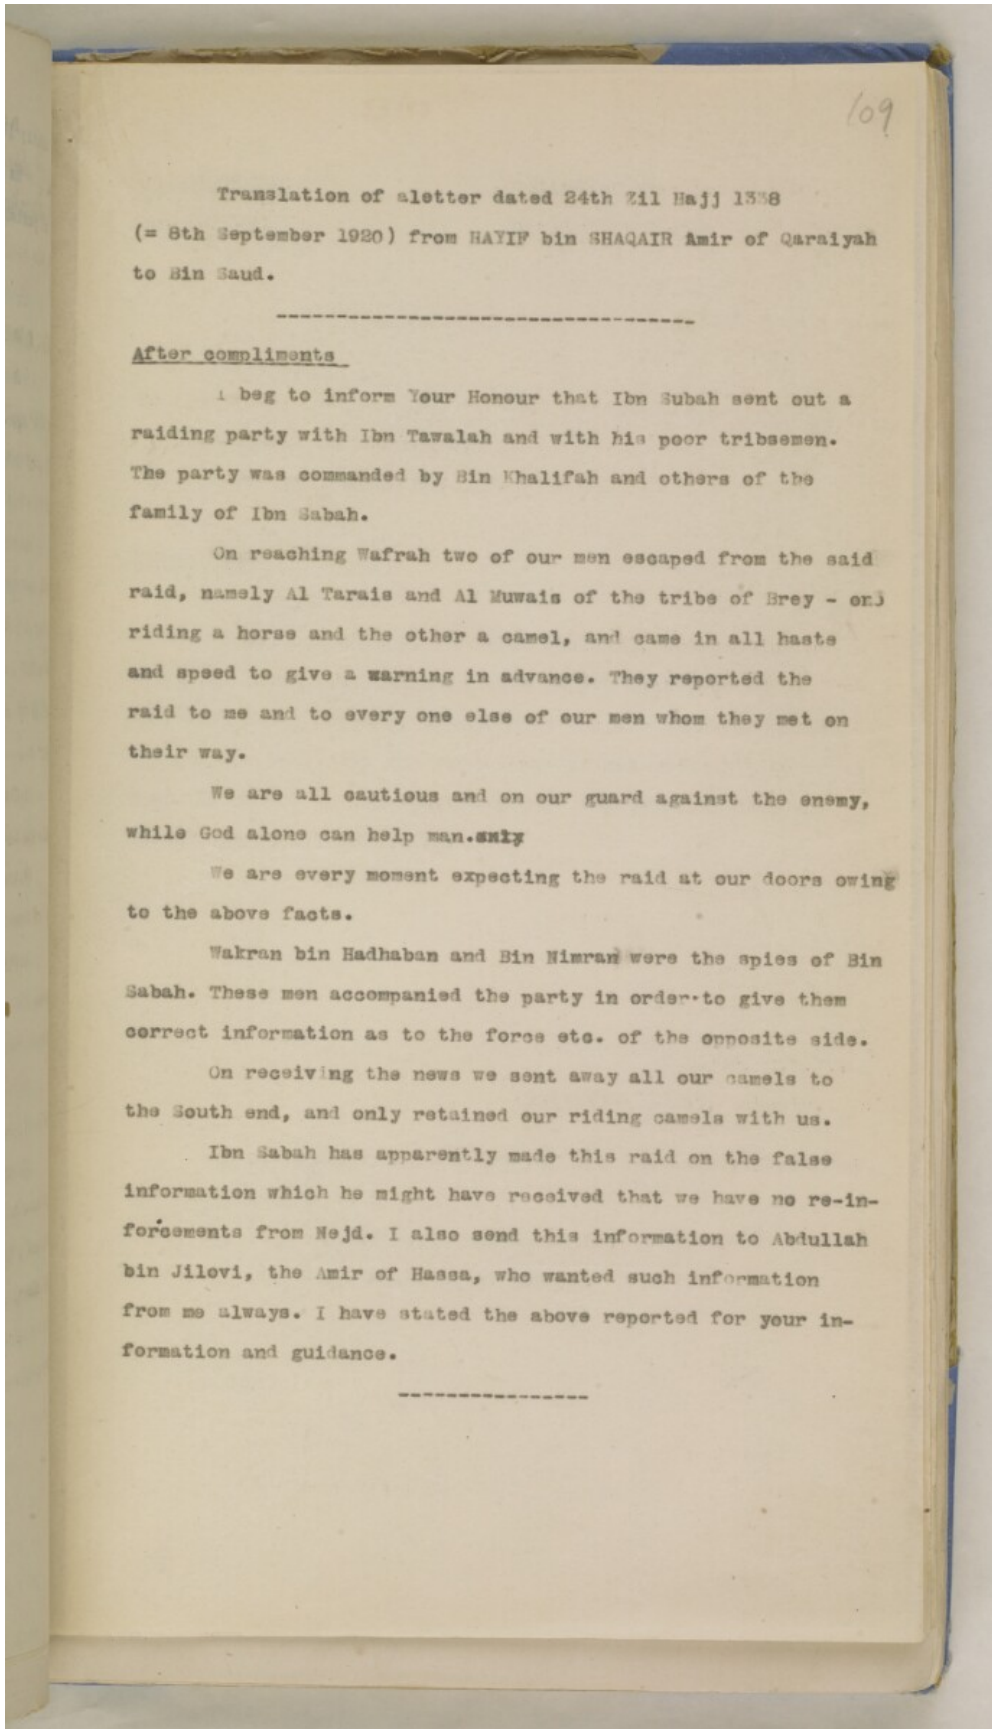 109
Translation of aletter dated 24th Zil Hajj 1338
(= 8th September 1920) from HAYIF bin SHAQAIR Amir of Qaraiyah
to Bin Saud.
----------------------------------
After compliments
I beg to inform Your Honour that Ibn Subah sent out a
raiding party with Ibn Tawalah and with his poor tribsemen.
The party was commanded by Bin Khalifah and others of the
family of Ibn Sabah.
On reaching Wafrah two of our men escaped from the said
raid, namely Al Tarais and Al Muwais of the tribe of Brey - one
riding a horse and the other a camel, and came in all haste
and speed to give a warning in advance. They reported the
raid to me and to every one else of our men whom they met on
their way.
We are all cautious and on our guard against the enemy,
while God alone can help man.only
We are every moment expecting the raid at our doors owing
to the above facts.
Wakran bin Hadhaban and Bin Nimran were the spies of Bin
Sabah. These men accompanied the party in order to give them
correct information as to the force etc. of the opposite side.
On receiving the news we sent away all our camels to
the South end, and only retained our riding camels with us.
Ibn Sabah has apparently made this raid on the false
information which he might have received that we have no re-in-
forcements from Nejd. I also send this information to Abdullah
bin Jilovi, the Amir of Hassa, who wanted such information
from me always. I have stated the above reported for your in-
formation and guidance.
----------------